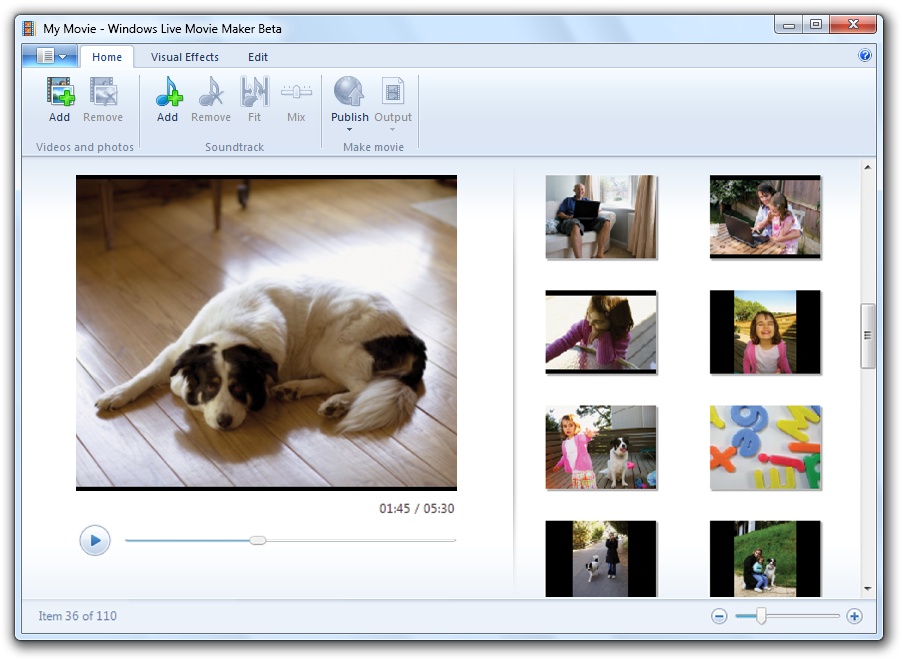 My Movie - Windows Live Movie Maker Beta
Home Visual Effects Edit
Add Remove Add Remove Fit Mix Publish Output
Videos and photos Soundtrack Make movie
01:45 / 05:30
Item 36 of 110